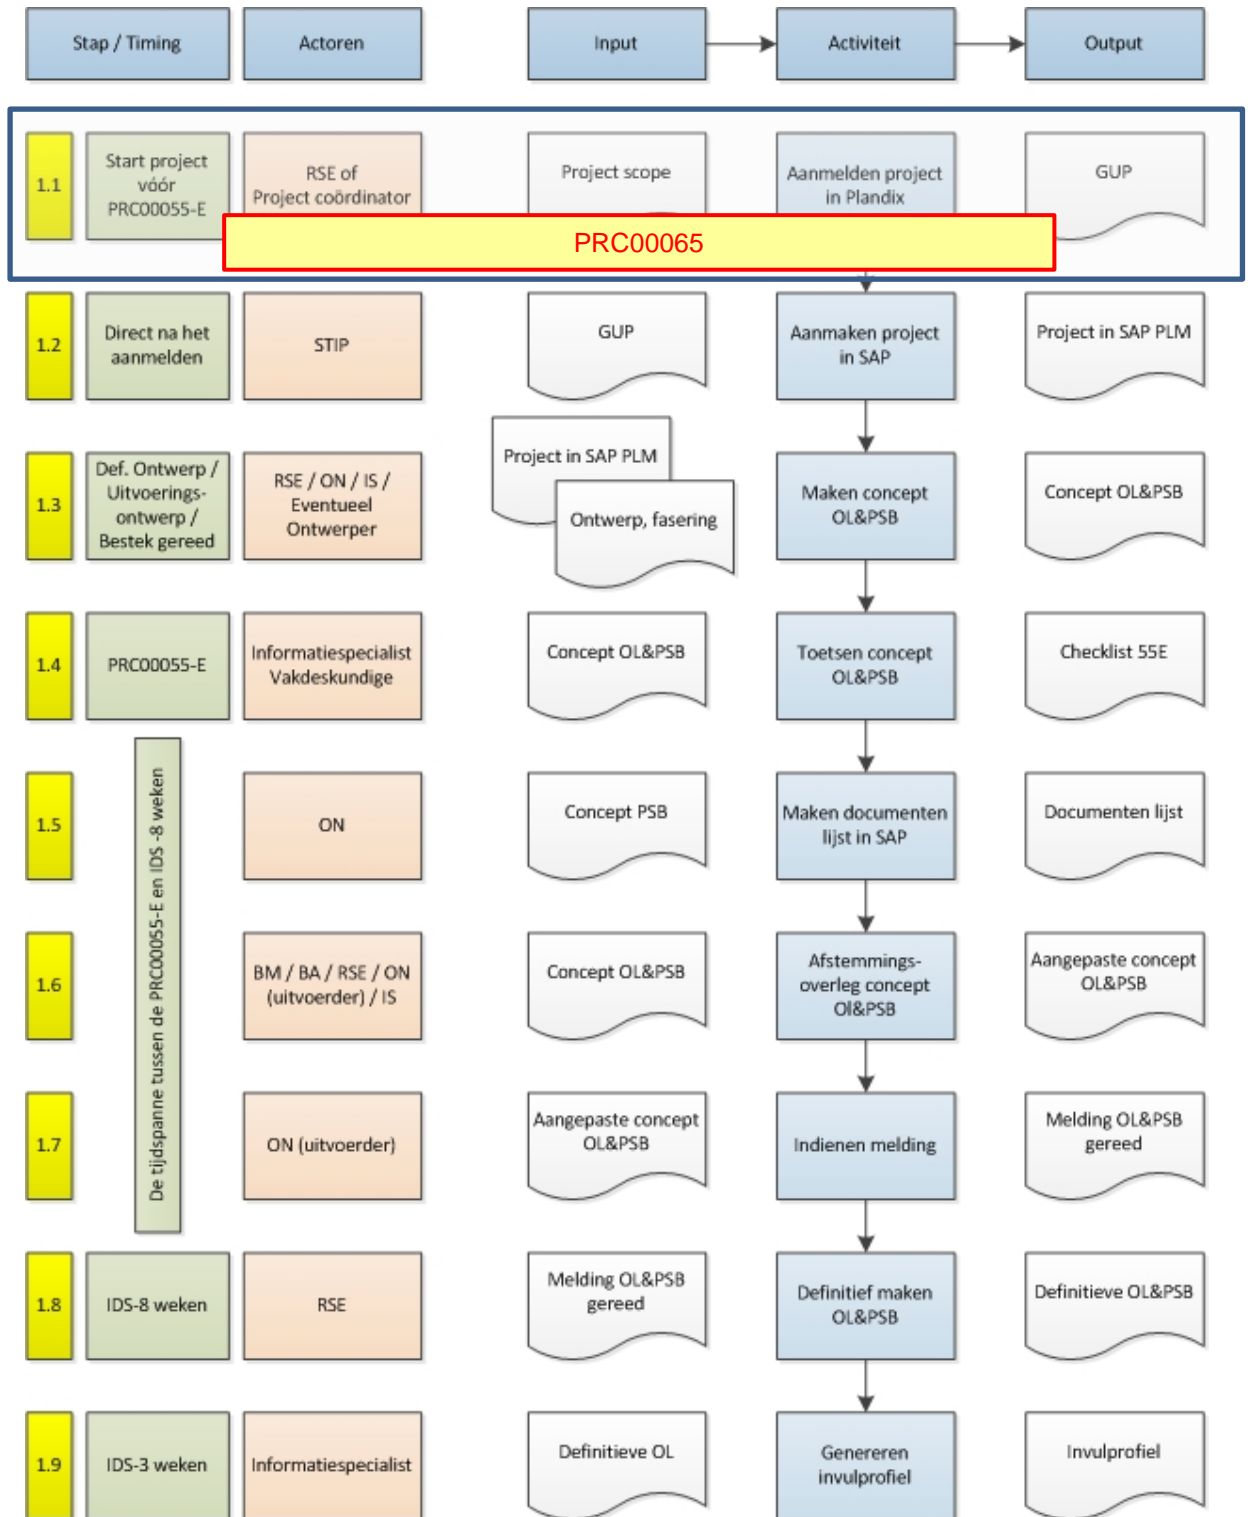 Stap / Timing
Actoren
Input
Activiteit
Output
1.1
Start project
vóór
PRC00055-E
RSE of
Project coördinator
Project scope
Aanmelden project
in Plandix
GUP
PRC00065
1.2
Direct na het
aanmelden
STIP
GUP
Aanmaken project
in SAP
Project in SAP PLM
1.3
Def. Ontwerp /
Uitvoerings-
ontwerp /
Bestek gereed
RSE / ON / IS /
Eventueel
Ontwerper
Project in SAP PLM
Ontwerp, fasering
Maken concept
OL&PSB
Concept OL&PSB
1.4
PRC00055-E
Informatiespecialist
Vakdeskundige
Concept OL&PSB
Toetsen concept
OL&PSB
Checklist 55E
De tijdspanne tussen de PRC00055-E en IDS -8 weken
1.5
ON
Concept PSB
Maken documenten
lijst in SAP
Documenten lijst
1.6
BM / BA / RSE / ON
(uitvoerder) / IS
Concept OL&PSB
Afstemmings-
overleg concept
Ol&PSB
Aangepaste concept
OL&PSB
1.7
ON (uitvoerder)
Aangepaste concept
OL&PSB
Indienen melding
Melding OL&PSB
gereed
1.8
IDS-8 weken
RSE
Melding OL&PSB
gereed
Definitief maken
OL&PSB
Definitieve OL&PSB
1.9
IDS-3 weken
Informatiespecialist
Definitieve OL
Genereren
invulprofiel
Invulprofiel